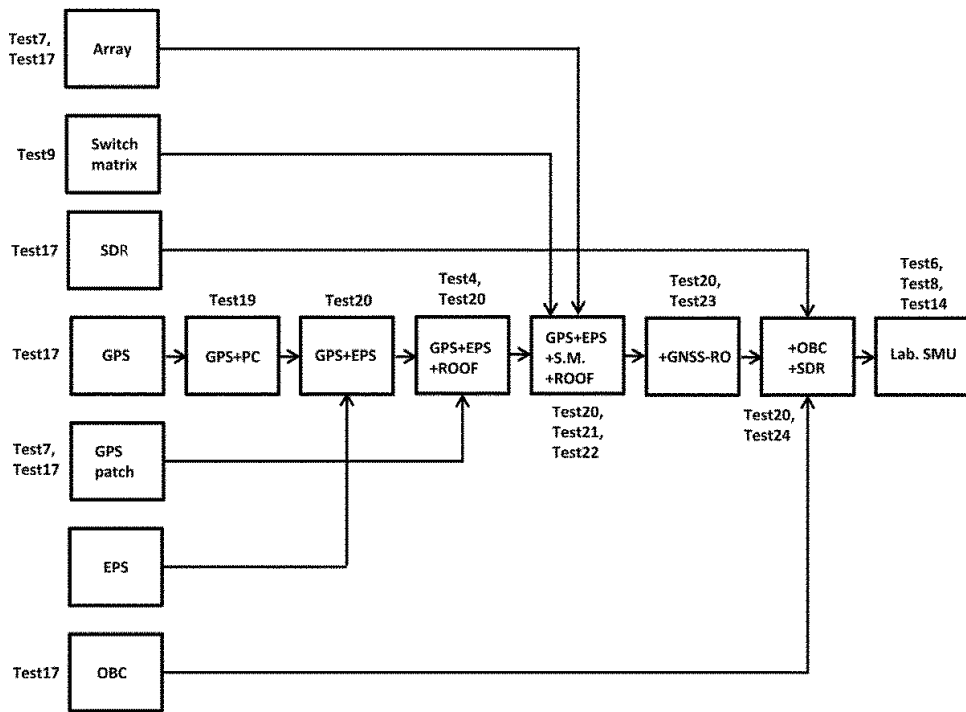 Test7,
Test17
Array
Test9
Switch
matrix
Test17
SDR
Test17
GPS
Test19
GPS+PC
Test20
GPS+EPS
Test4,
Test20
GPS+EPS
+ROOF
GPS+EPS
+S.M.
+ROOF
Test20,
Test21,
Test22
Test20,
Test23
+GNSS-RO
+OBC
+SDR
Test20,
Test24
Test6,
Test8,
Test14
Lab. SMU
Test7,
Test17
GPS
patch
EPS
Test17
OBC